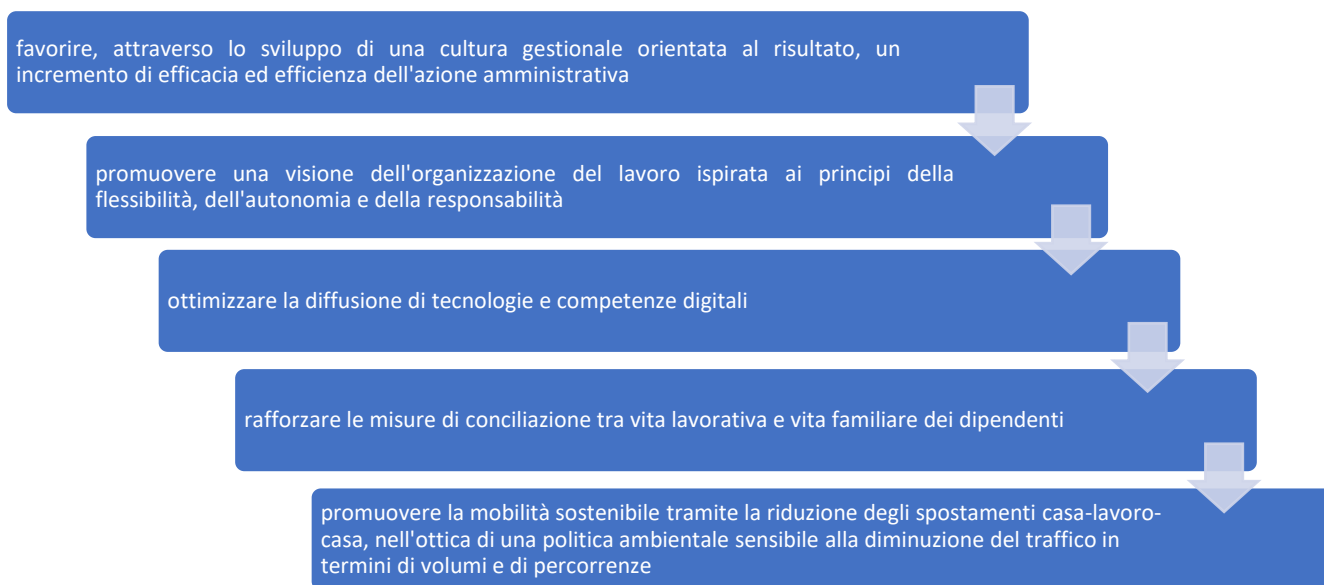 favorire, attraverso lo sviluppo di una cultura gestionale orientata al risultato, un
incremento di efficacia ed efficienza dell'azione amministrativa
promuovere una visione dell'organizzazione del lavoro ispirata ai principi della
flessibilità, dell'autonomia e della responsabilità
ottimizzare la diffusione di tecnologie e competenze digitali
rafforzare le misure di conciliazione tra vita lavorativa e vita familiare dei dipendenti
promuovere la mobilità sostenibile tramite la riduzione degli spostamenti casa-lavoro-
casa, nell'ottica di una politica ambientale sensibile alla diminuzione del traffico in
termini di volumi e di percorrenze